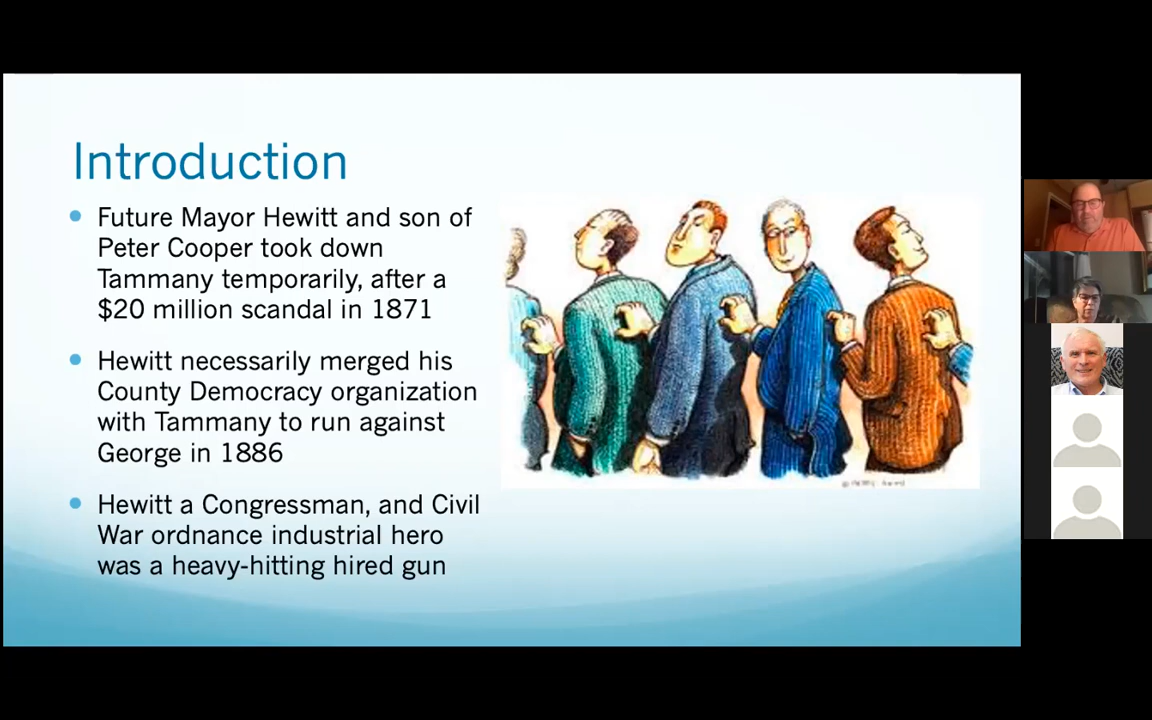 Introduction
Future Mayor Hewitt and son of
Peter Cooper took down
Tammany temporarily, after a
$20 million scandal in 1871
Hewitt necessarily merged his
County Democracy organization
with Tammany to run against
George in 1886
Hewitt a Congressman, and Civil
War ordnance industrial hero
was a heavy-hitting hired gun